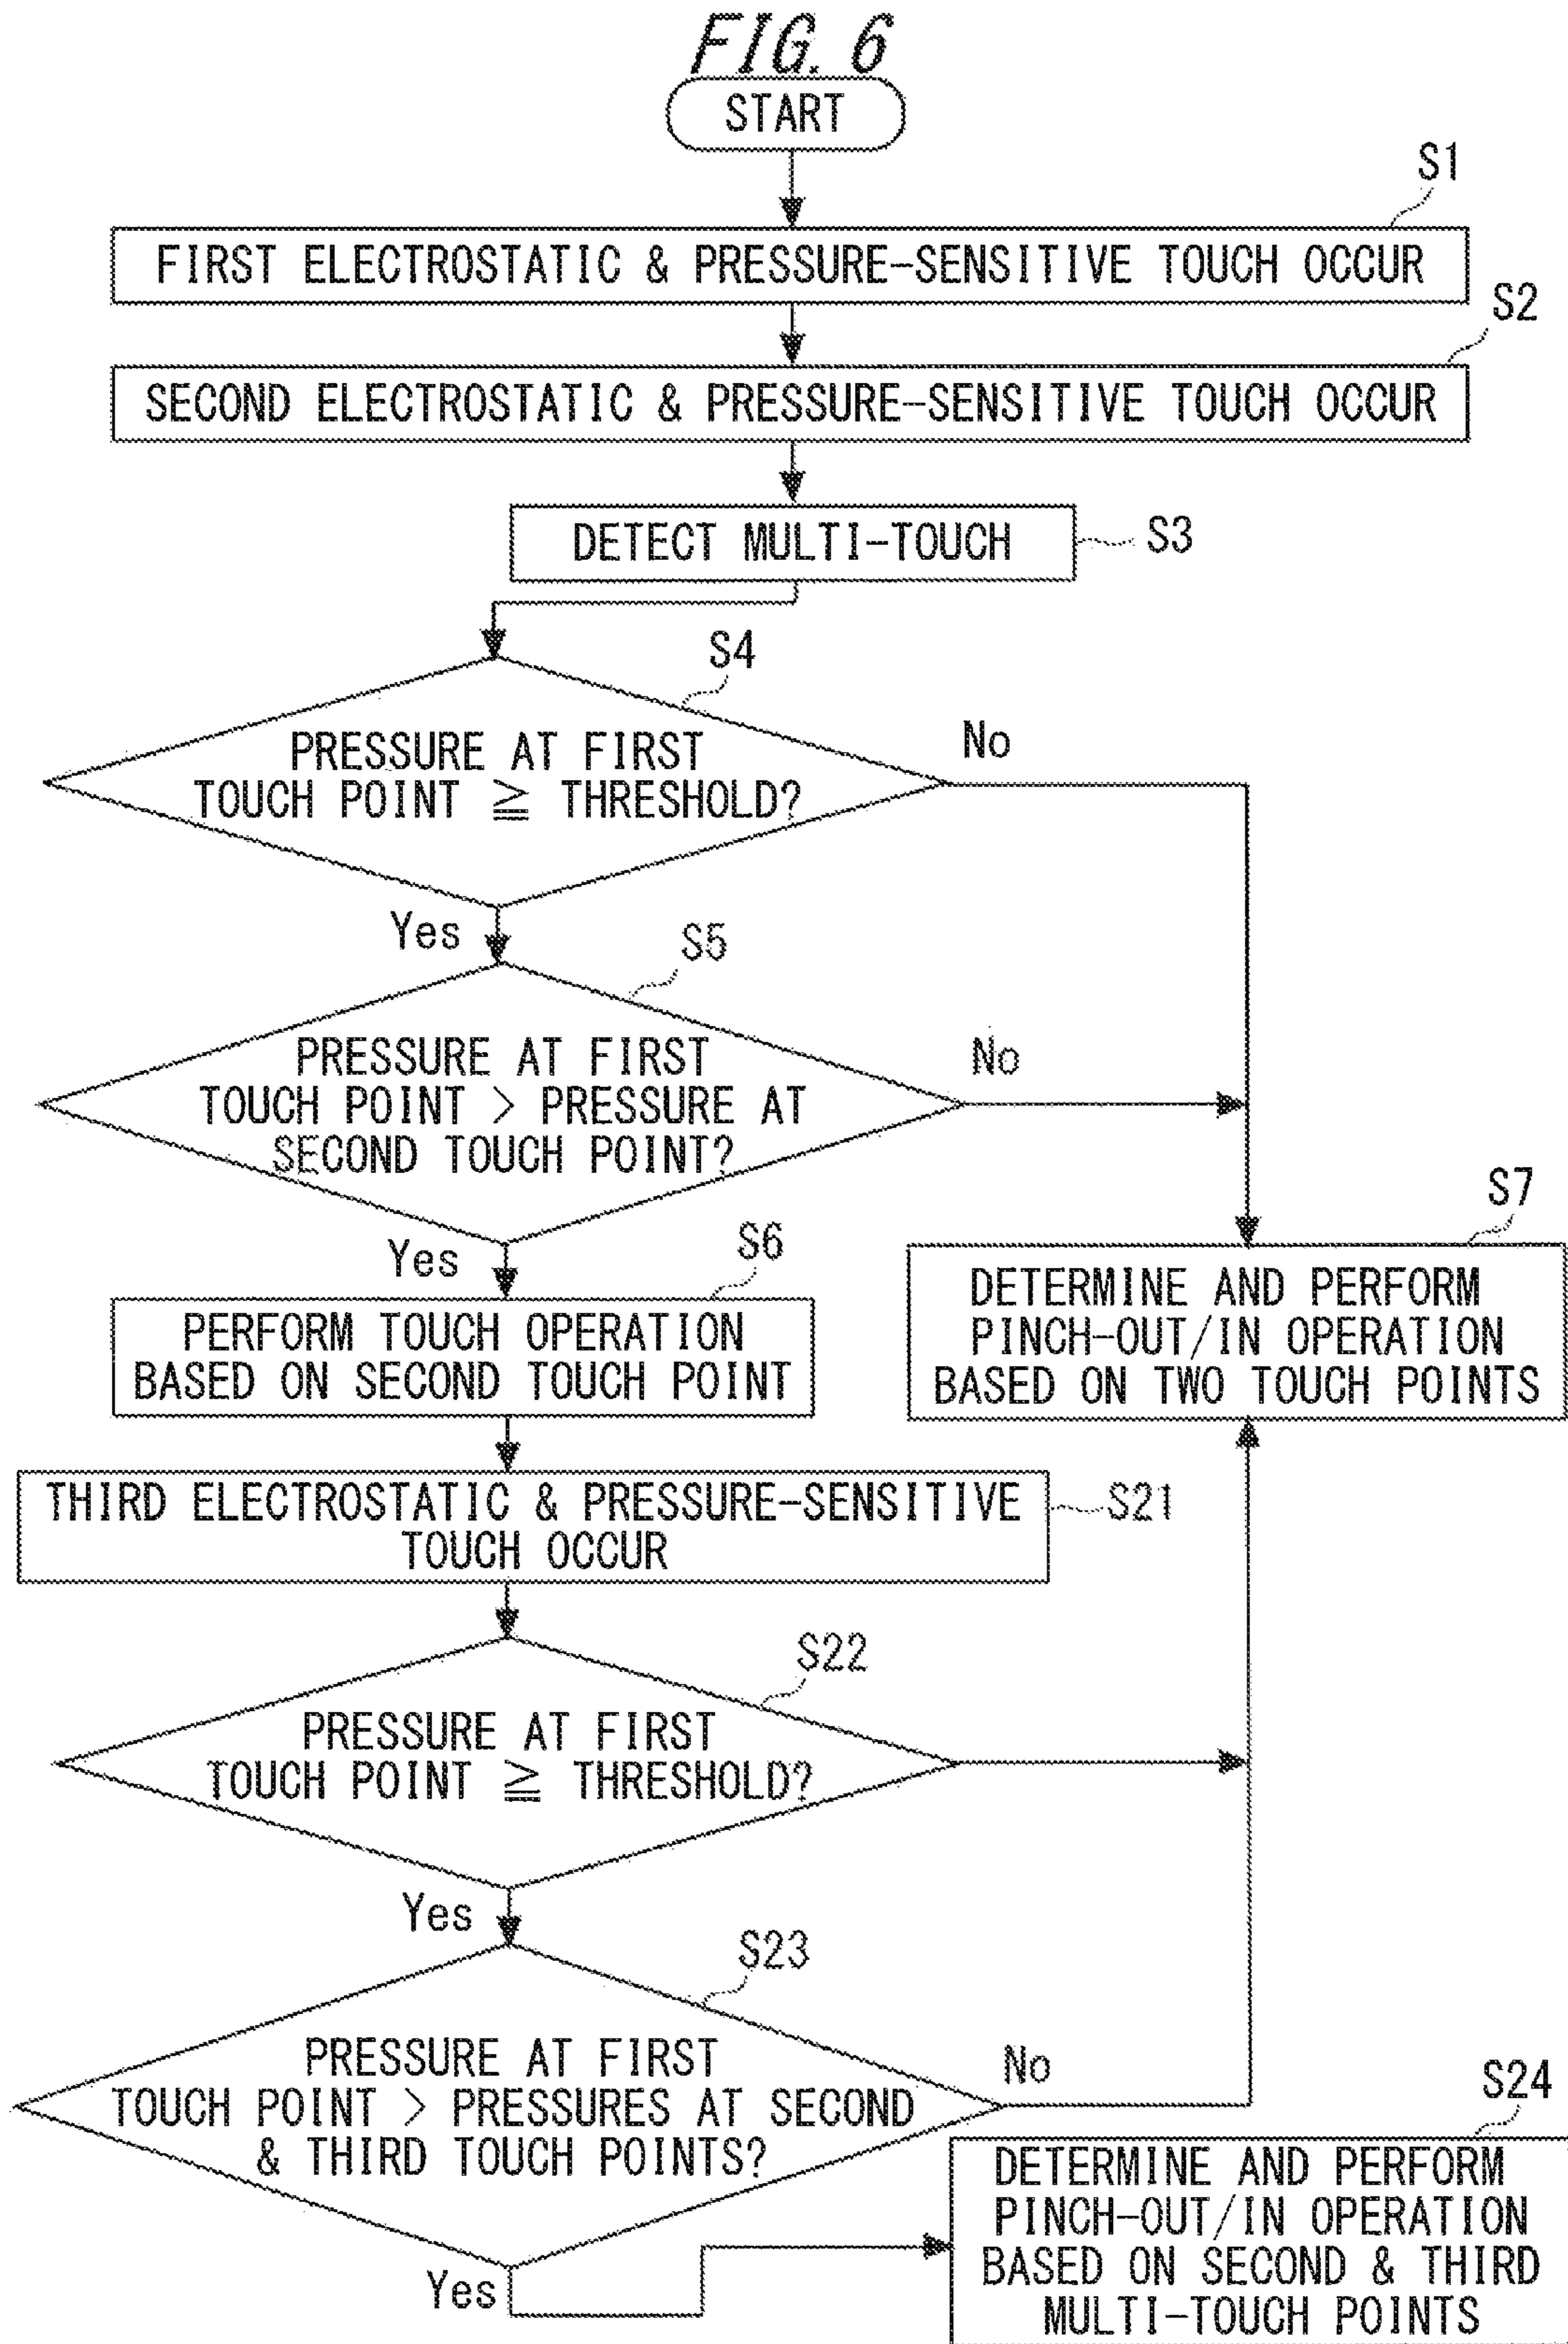 FIG. 6
START
S1
FIRST ELECTROSTATIC & PRESSURE-SENSITIVE TOUCH OCCUR
S2
SECOND ELECTROSTATIC & PRESSURE-SENSITIVE TOUCH OCCUR
DETECT MULTI-TOUCH
S3
S4
PRESSURE AT FIRST
TOUCH POINT ≧ THRESHOLD?
No
Yes
S5
PRESSURE AT FIRST
TOUCH POINT > PRESSURE AT
SECOND TOUCH POINT?
No
Yes
S6
PERFORM TOUCH OPERATION
BASED ON SECOND TOUCH POINT
S7
DETERMINE AND PERFORM
PINCH-OUT/IN OPERATION
BASED ON TWO TOUCH POINTS
THIRD ELECTROSTATIC & PRESSURE-SENSITIVE
TOUCH OCCUR
S21
S22
PRESSURE AT FIRST
TOUCH POINT ≧ THRESHOLD?
Yes
S23
PRESSURE AT FIRST
TOUCH POINT > PRESSURES AT SECOND
& THIRD TOUCH POINTS?
No
Yes
S24
DETERMINE AND PERFORM
PINCH-OUT/IN OPERATION
BASED ON SECOND & THIRD
MULTI-TOUCH POINTS